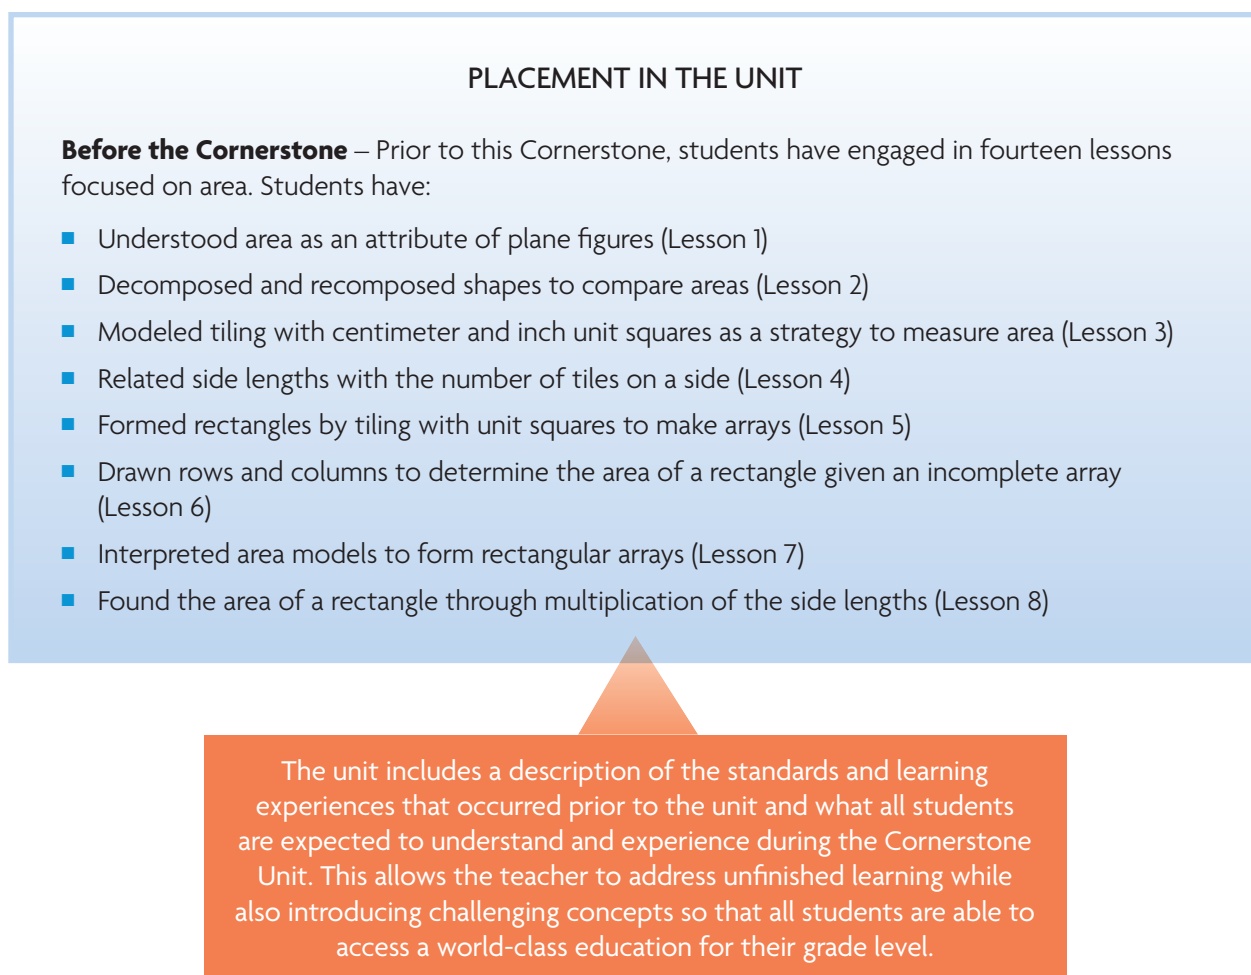 PLACEMENT IN THE UNIT
Before the Cornerstone – Prior to this Cornerstone, students have engaged in fourteen lessons
focused on area. Students have:
■ Understood area as an attribute of plane figures (Lesson 1)
■ Decomposed and recomposed shapes to compare areas (Lesson 2)
■ Modeled tiling with centimeter and inch unit squares as a strategy to measure area (Lesson 3)
■ Related side lengths with the number of tiles on a side (Lesson 4)
■ Formed rectangles by tiling with unit squares to make arrays (Lesson 5)
■ Drawn rows and columns to determine the area of a rectangle given an incomplete array
(Lesson 6)
■ Interpreted area models to form rectangular arrays (Lesson 7)
■ Found the area of a rectangle through multiplication of the side lengths (Lesson 8)
The unit includes a description of the standards and learning
experiences that occurred prior to the unit and what all students
are expected to understand and experience during the Cornerstone
Unit. This allows the teacher to address unfinished learning while
also introducing challenging concepts so that all students are able to
access a world-class education for their grade level.